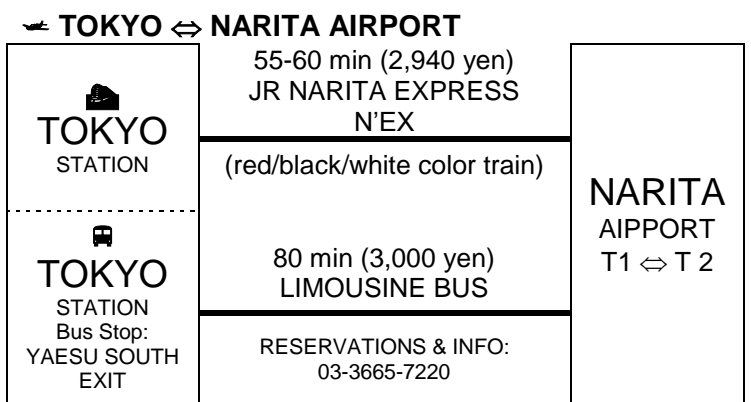 TOKYO ⇔ NARITA AIRPORT
TOKYO
STATION
55-60 min (2,940 yen)
JR NARITA EXPRESS
N'EX
(red/black/white color train)
TOKYO
STATION
Bus Stop:
YAESU SOUTH
EXIT
80 min (3,000 yen)
LIMOUSINE BUS
RESERVATIONS & INFO:
03-3665-7220
NARITA
AIPPORT
T1 ⇔ T 2